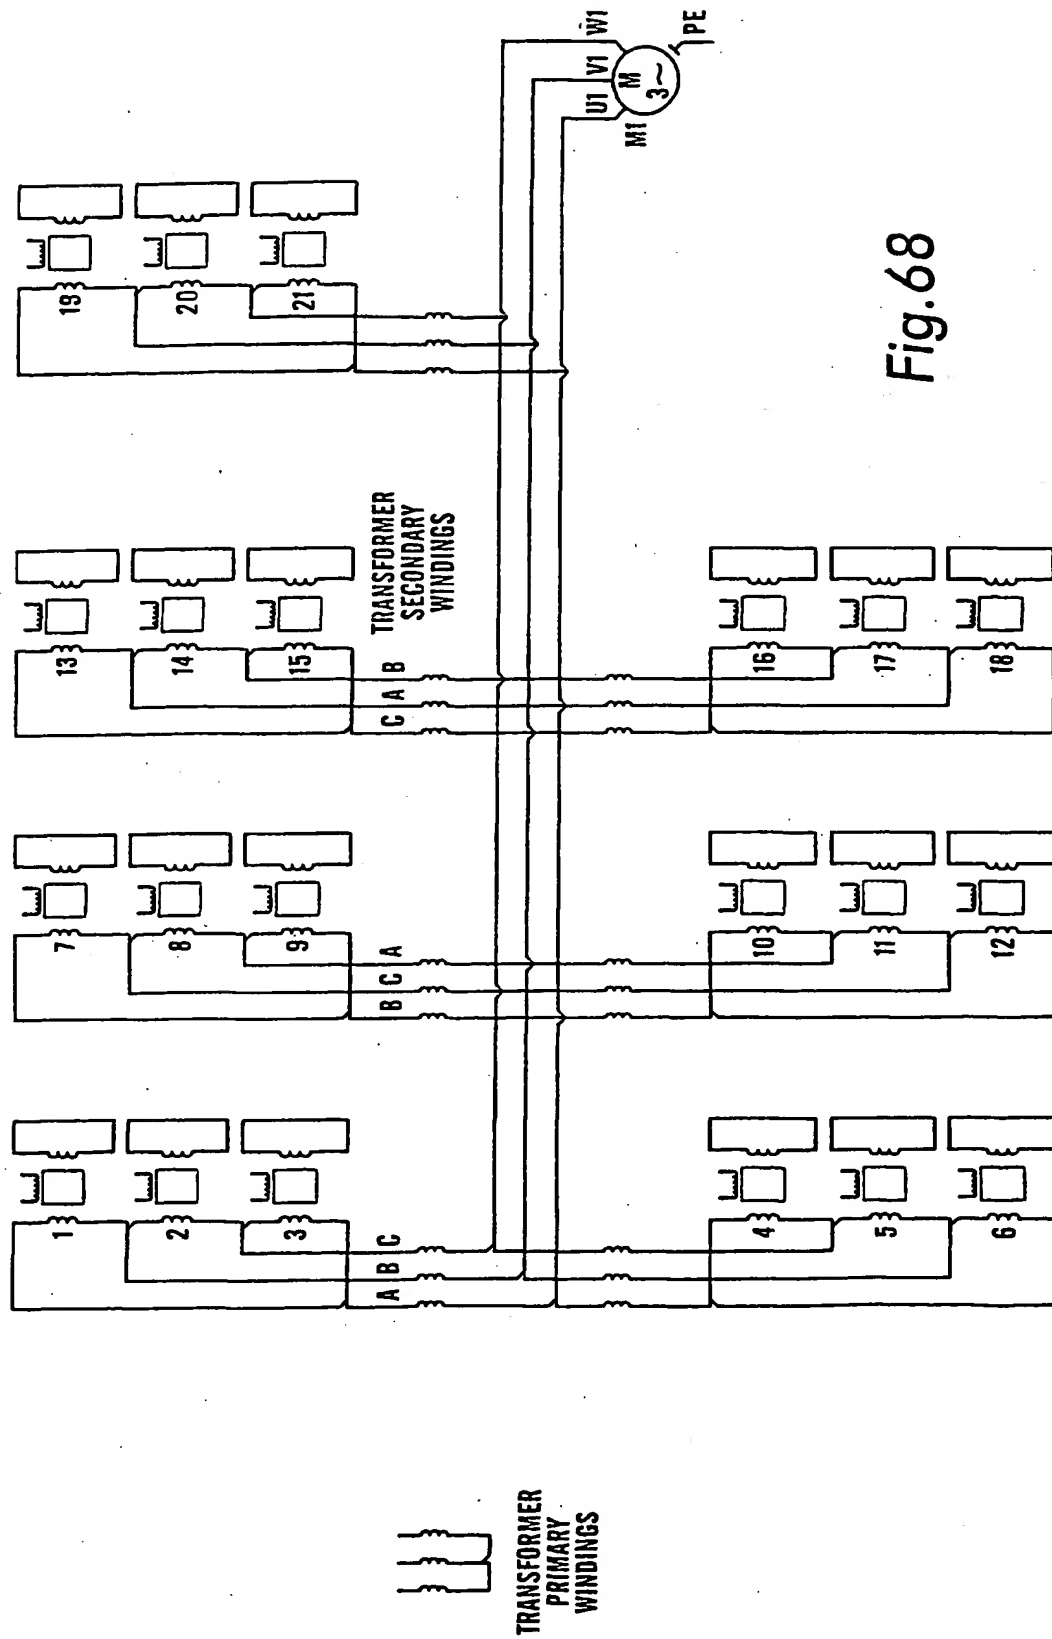 TRANSFORMER
PRIMARY
WINDINGS
1
2
3
A B C
4
5
6
7
8
9
B C A
10
11
12
13
14
15
C A B
TRANSFORMER
SECONDARY
WINDINGS
16
17
18
19
20
21
U1
V1
W1
M1
M
3~
PE
Fig.68